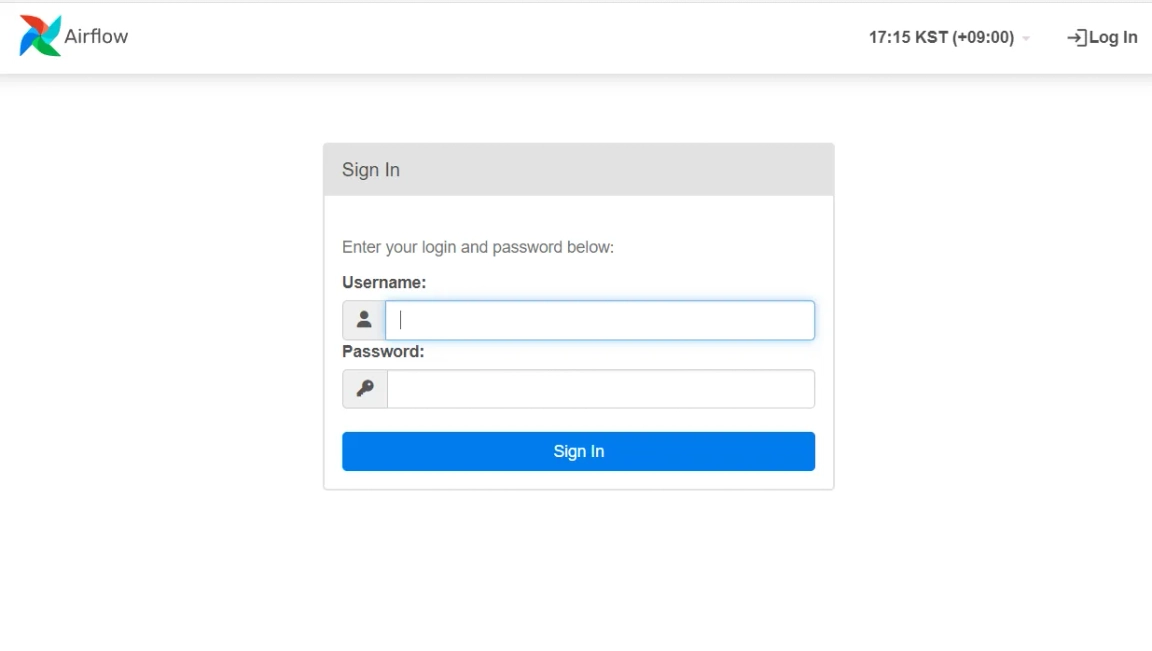 Airflow
17:15 KST (+09:00)
Log In
Sign In
Enter your login and password below:
Username:
Password:
Sign In